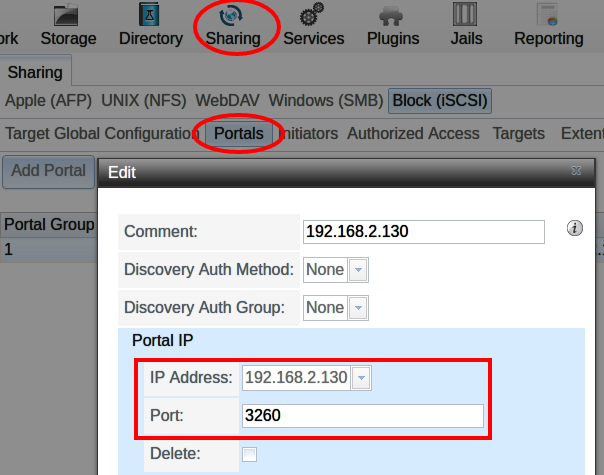 ork Storage Directory Sharing Services Plugins Jails Reporting
Sharing
Apple (AFP) UNIX (NFS) WebDAV Windows (SMB) Block (iSCSI)
Target Global Configuration Portals Initiators Authorized Access Targets Extent
Add Portal
Edit
Portal Group
1
Comment: 192.168.2.130
Discovery Auth Method: None
Discovery Auth Group: None
Portal IP
IP Address: 192.168.2.130
Port: 3260
Delete: